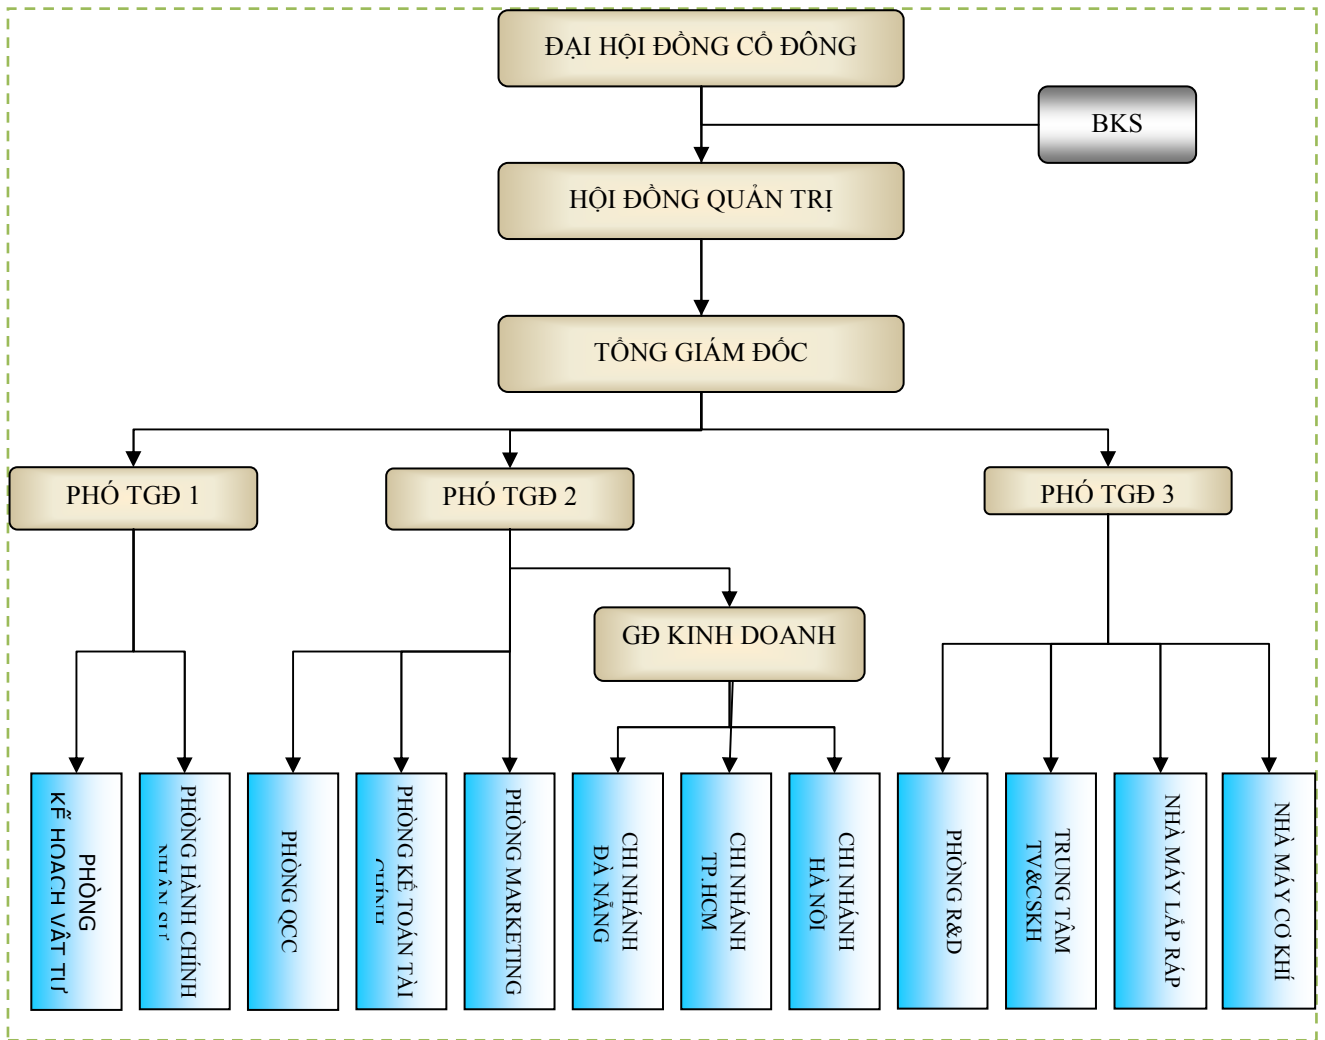 ĐẠI HỘI ĐỒNG CỔ ĐÔNG
BKS
HỘI ĐỒNG QUẢN TRỊ
TỔNG GIÁM ĐỐC
PHÓ TGĐ 1
PHÓ TGĐ 2
PHÓ TGĐ 3
GĐ KINH DOANH
PHÒNG
KẾ HOẠCH VẬT TƯ
PHÒNG HÀNH CHÍNH
NHÂN SỰ
PHÒNG QCC
PHÒNG KẾ TOÁN TÀI
CHÍNH
PHÒNG MARKETING
CHI NHÁNH
ĐÀ NẴNG
CHI NHÁNH
TP.HCM
CHI NHÁNH
HÀ NỘI
PHÒNG R&D
TRUNG TÂM
TV&CSKH
NHÀ MÁY LẮP RÁP
NHÀ MÁY CƠ KHÍ